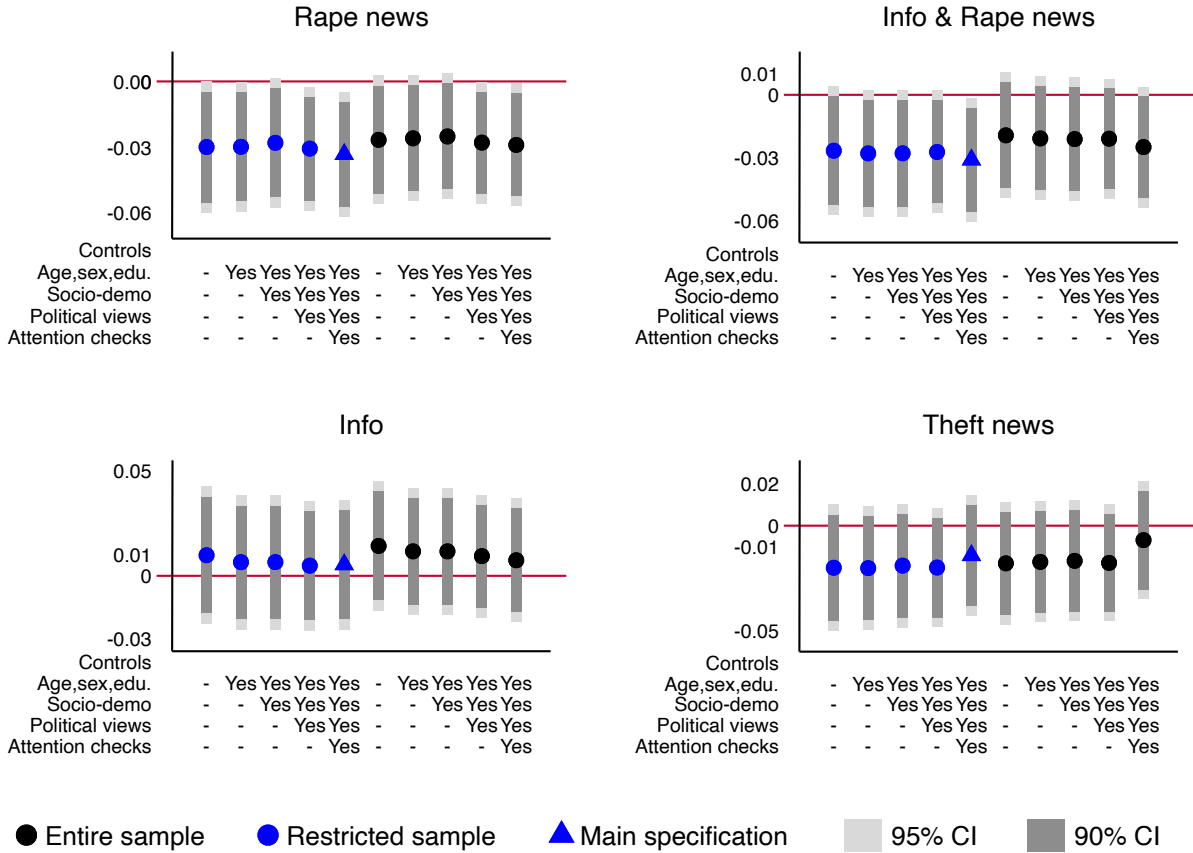 Rape news
0.00
-0.03
-0.06
Controls
Age,sex,edu. - Yes Yes Yes Yes - Yes Yes Yes Yes
Socio-demo - - Yes Yes Yes - - Yes Yes Yes
Political views - - - Yes Yes - - - Yes Yes
Attention checks - - - - Yes - - - - Yes
Info & Rape news
0.01
0
-0.03
-0.06
Controls
Age,sex,edu. - Yes Yes Yes Yes - Yes Yes Yes Yes
Socio-demo - - Yes Yes Yes - - Yes Yes Yes
Political views - - - Yes Yes - - - Yes Yes
Attention checks - - - - Yes - - - - Yes
Info
0.05
0.01
0
-0.03
Controls
Age,sex,edu. - Yes Yes Yes Yes - Yes Yes Yes Yes
Socio-demo - - Yes Yes Yes - - Yes Yes Yes
Political views - - - Yes Yes - - - Yes Yes
Attention checks - - - - Yes - - - - Yes
Theft news
0.02
0
-0.01
-0.05
Controls
Age,sex,edu. - Yes Yes Yes Yes - Yes Yes Yes Yes
Socio-demo - - Yes Yes Yes - - Yes Yes Yes
Political views - - - Yes Yes - - - Yes Yes
Attention checks - - - - Yes - - - - Yes
Entire sample Restricted sample Main specification 95% CI 90% CI